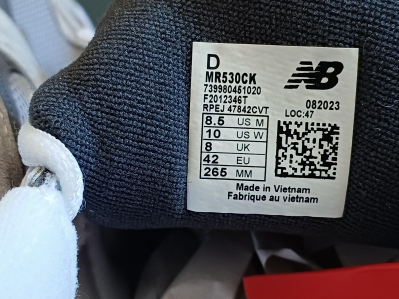 D
MR530CK
NB
739980451020
F2012346T
RPEJ 47842CVT
082023
LOC:47
8.5 US M
10 US W
8 UK
42 EU
265 MM
Made in Vietnam
Fabrique au vietnam